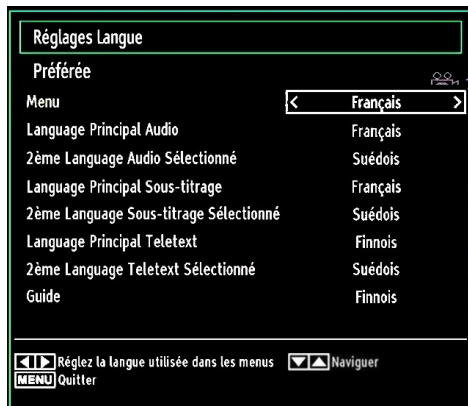 Réglages Langue
Préférée
Menu < Français >
Language Principal Audio Français
2ème Language Audio Sélectionné Suédois
Language Principal Sous-titrage Français
2ème Language Sous-titrage Sélectionné Suédois
Language Principal Teletext Finnois
2ème Language Teletext Sélectionné Suédois
Guide Finnois
◀▶ Réglez la langue utilisée dans les menus ▼▲ Naviguer
MENU Quitter